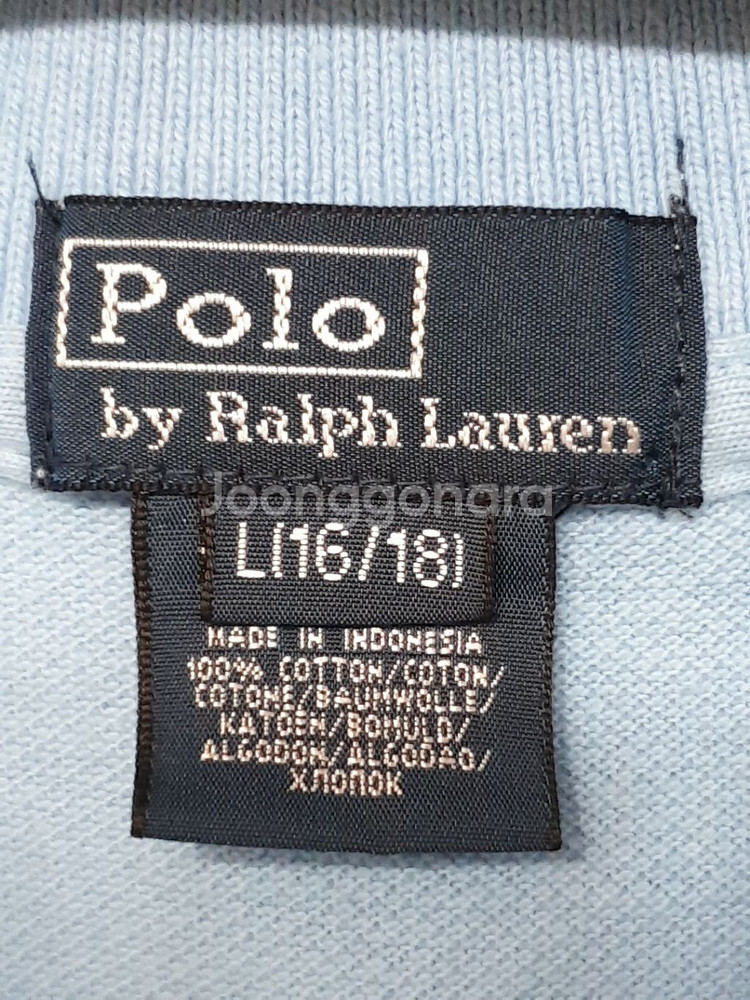 Polo
by Ralph Lauren
Joonggonara
L(16/18)
MADE IN INDONESIA
100% COTTON/COTON/
COTONE/BAUMWOLLE/
KATOEN/BOMULD/
ALGODON/ALGODÃO/
ХЛОПОК